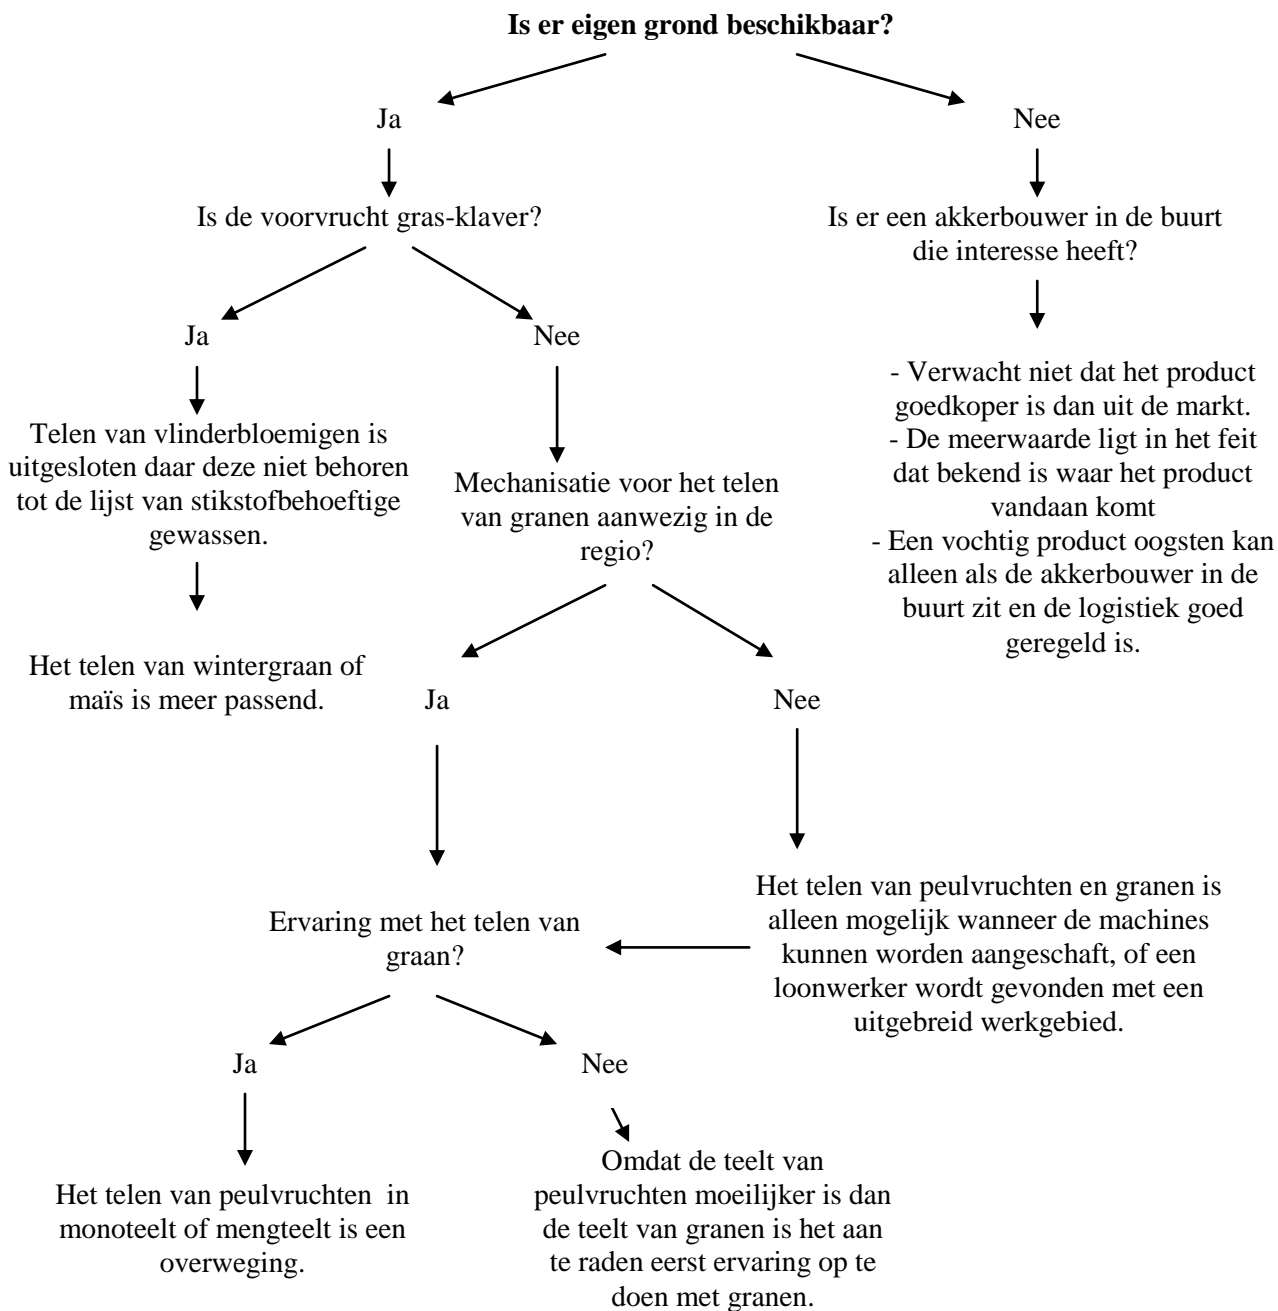 Is er eigen grond beschikbaar?
Ja
Nee
Is de voorvrucht gras-klaver?
Is er een akkerbouwer in de buurt
die interesse heeft?
Ja
Nee
- Verwacht niet dat het product
goedkoper is dan uit de markt.
- De meerwaarde ligt in het feit
dat bekend is waar het product
vandaan komt
- Een vochtig product oogsten kan
alleen als de akkerbouwer in de
buurt zit en de logistiek goed
geregeld is.
Telen van vlinderbloemigen is
uitgesloten daar deze niet behoren
tot de lijst van stikstofbehoeftige
gewassen.
Mechanisatie voor het telen
van granen aanwezig in de
regio?
Het telen van wintergraan of
maïs is meer passend.
Ja
Nee
Ervaring met het telen van
graan?
Het telen van peulvruchten en granen is
alleen mogelijk wanneer de machines
kunnen worden aangeschaft, of een
loonwerker wordt gevonden met een
uitgebreid werkgebied.
Ja
Nee
Het telen van peulvruchten in
monoteelt of mengteelt is een
overweging.
Omdat de teelt van
peulvruchten moeilijker is dan
de teelt van granen is het aan
te raden eerst ervaring op te
doen met granen.